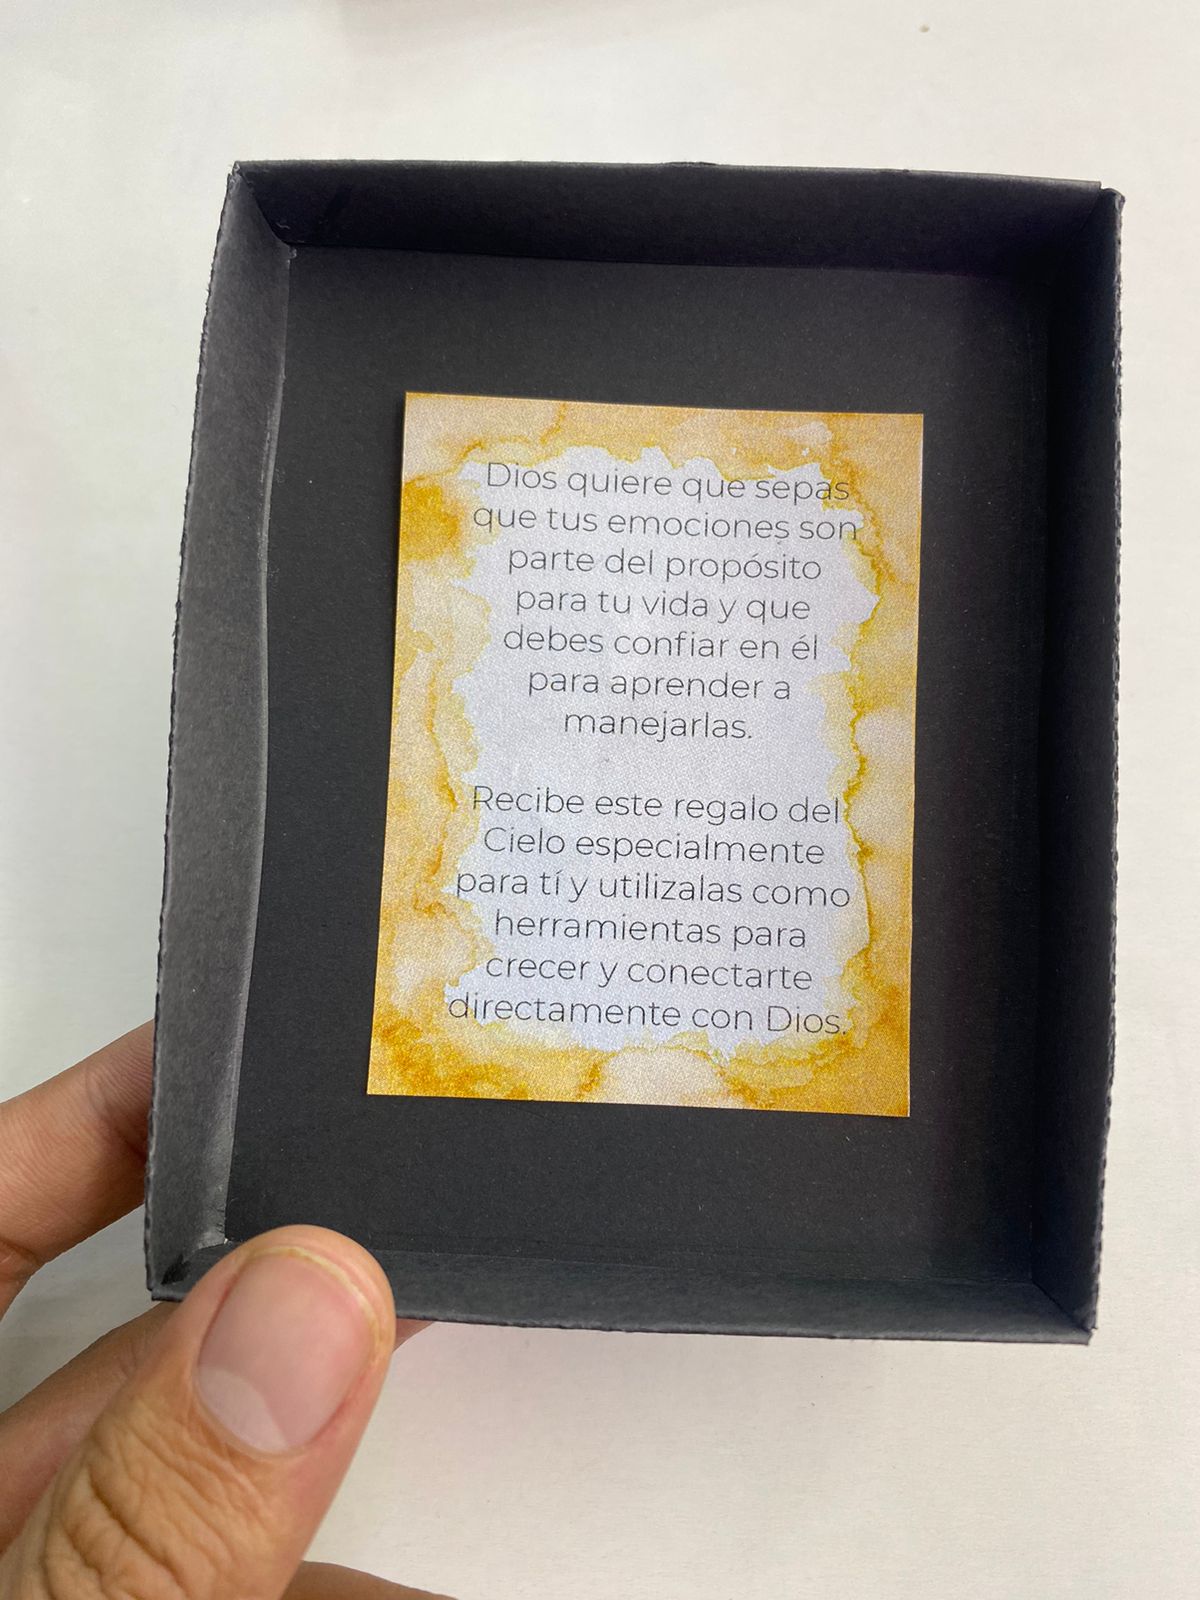 Dios quiere que sepas
que tus emociones son
parte del propósito
para tu vida y que
debes confiar en él
para aprender a
manejarlas.
Recibe este regalo del
Cielo especialmente
para tí y utilizalas como
herramientas para
crecer y conectarte
directamente con Dios.